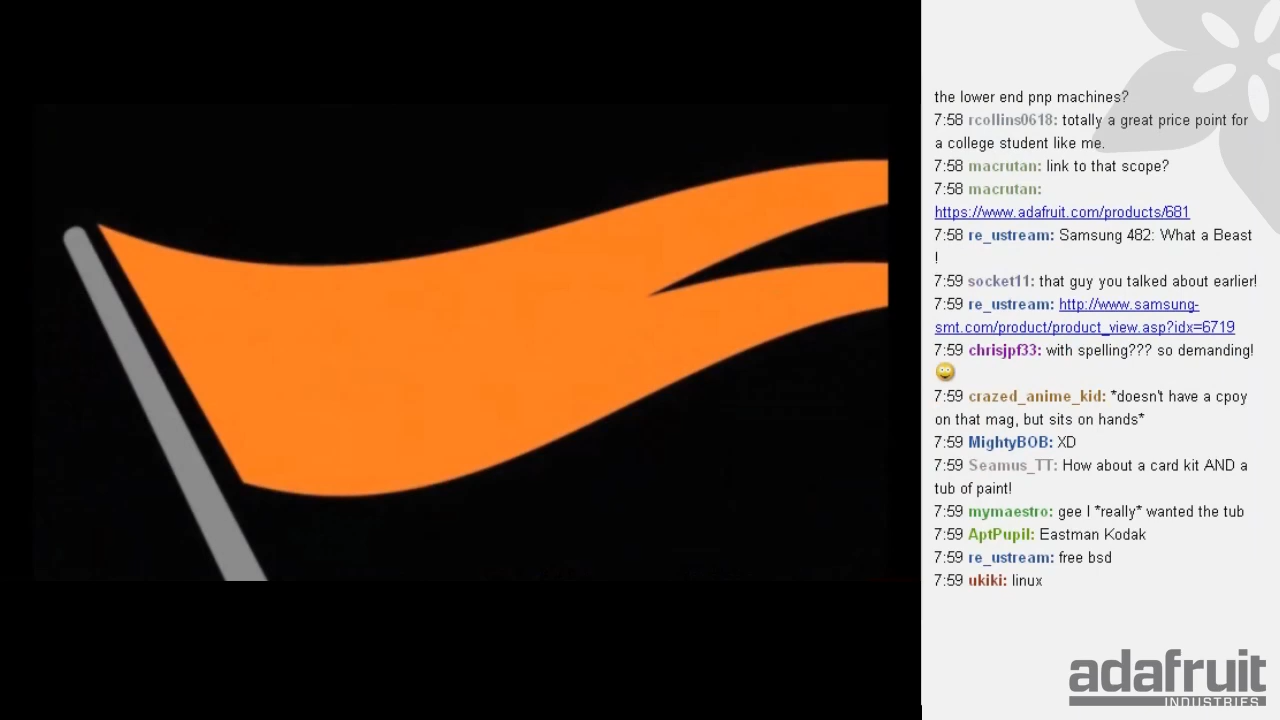 the lower end pnp machines?
7:58 rcollins0618: totally a great price point for
a college student like me.
7:58 macrutan: link to that scope?
7:58 macrutan:
https://www.adafruit.com/products/681
7:58 re_ustream: Samsung 482: What a Beast
!
7:59 socket11: that guy you talked about earlier!
7:59 re_ustream: http://www.samsung-
smt.com/product/product_view.asp?idx=6719
7:59 chrisjpf33: with spelling??? so demanding!
7:59 crazed_anime_kid: *doesn't have a cpoy
on that mag, but sits on hands*
7:59 MightyBOB: XD
7:59 Seamus_TT: How about a card kit AND a
tub of paint!
7:59 mymaestro: gee I *really* wanted the tub
7:59 AptPupil: Eastman Kodak
7:59 re_ustream: free bsd
7:59 ukiki: linux
adafruit
INDUSTRIES